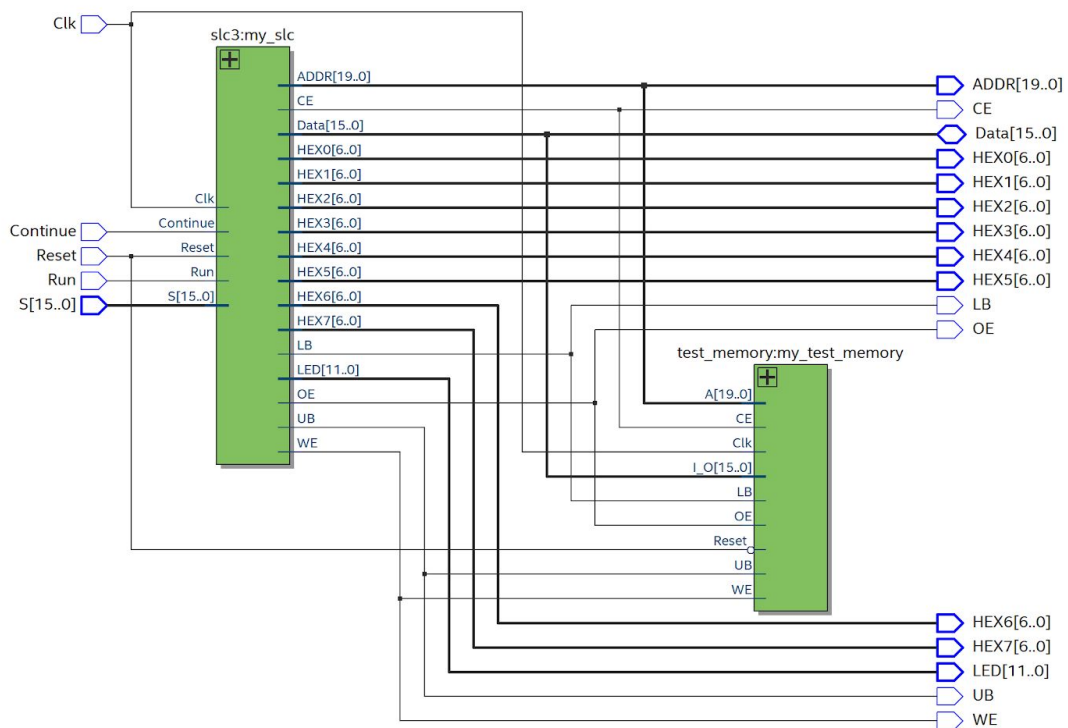 Clk
slc3:my_slc
ADDR[19..0]
CE
Data[15..0]
HEX0[6..0]
HEX1[6..0]
HEX2[6..0]
HEX3[6..0]
HEX4[6..0]
HEX5[6..0]
HEX6[6..0]
HEX7[6..0]
LB
LED[11..0]
OE
UB
WE
Clk
Continue
Reset
Run
S[15..0]
Continue
Reset
Run
S[15..0]
ADDR[19..0]
CE
Data[15..0]
HEX0[6..0]
HEX1[6..0]
HEX2[6..0]
HEX3[6..0]
HEX4[6..0]
HEX5[6..0]
LB
OE
test_memory:my_test_memory
A[19..0]
CE
Clk
I_O[15..0]
LB
OE
Reset
UB
WE
HEX6[6..0]
HEX7[6..0]
LED[11..0]
UB
WE